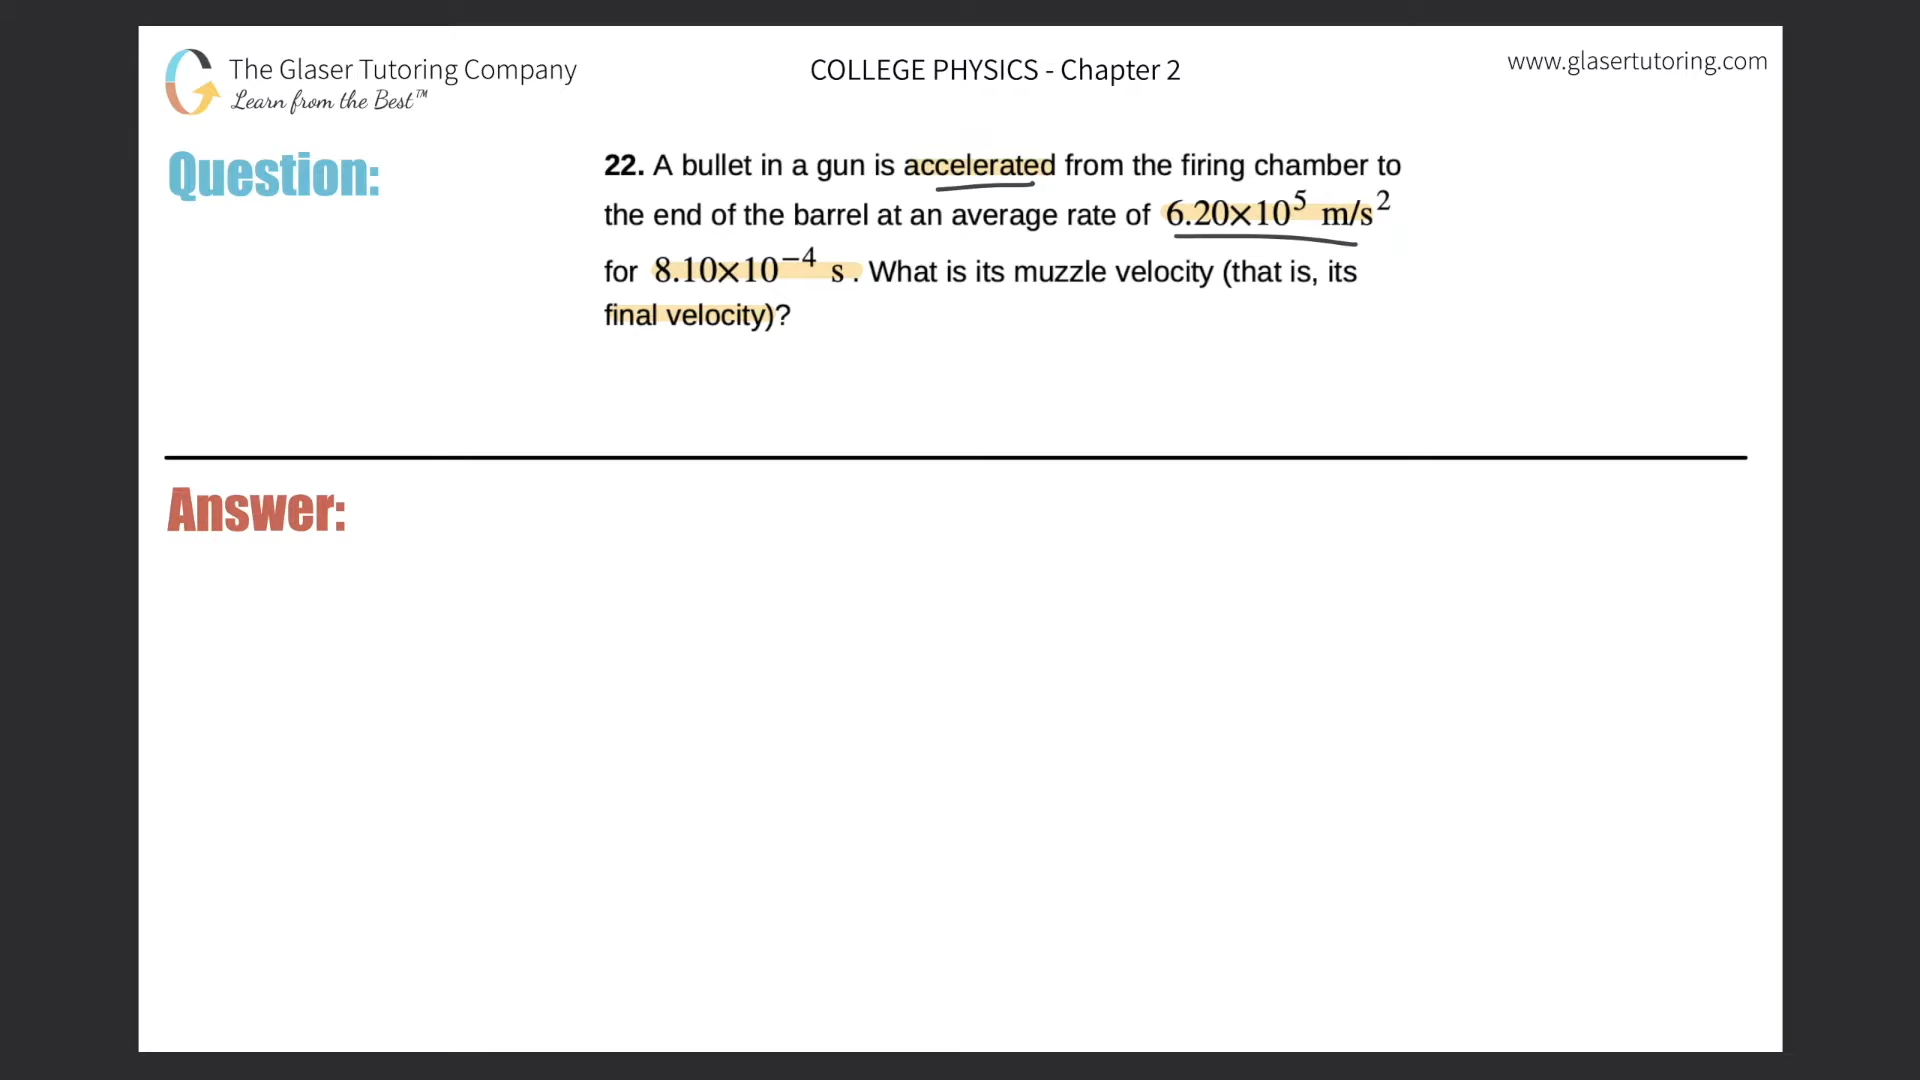 The Glaser Tutoring Company
Learn from the Best™
COLLEGE PHYSICS - Chapter 2
www.glasertutoring.com
Question:
22. A bullet in a gun is accelerated from the firing chamber to
the end of the barrel at an average rate of 6.20×10⁵ m/s²
for 8.10×10⁻⁴ s . What is its muzzle velocity (that is, its
final velocity)?
Answer: